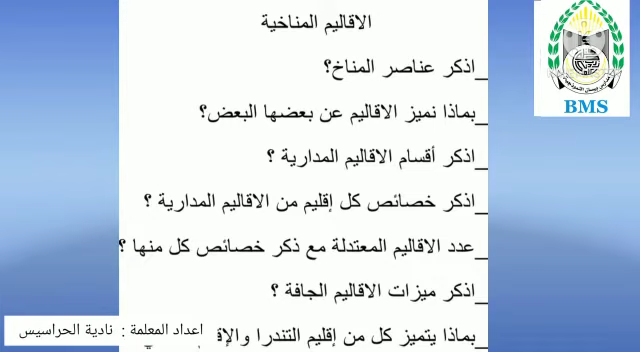 الاقاليم المناخية
_اذكر عناصر المناخ؟
_بماذا نميز الاقاليم عن بعضها البعض؟
_اذكر أقسام الاقاليم المدارية ؟
_اذكر خصائص كل إقليم من الاقاليم المدارية ؟
_عدد الاقاليم المعتدلة مع ذكر خصائص كل منها ؟
_اذكر ميزات الاقاليم الجافة ؟
_بماذا يتميز كل من إقليم التندرا
اعداد المعلمة : نادية الحراسيس
BMS